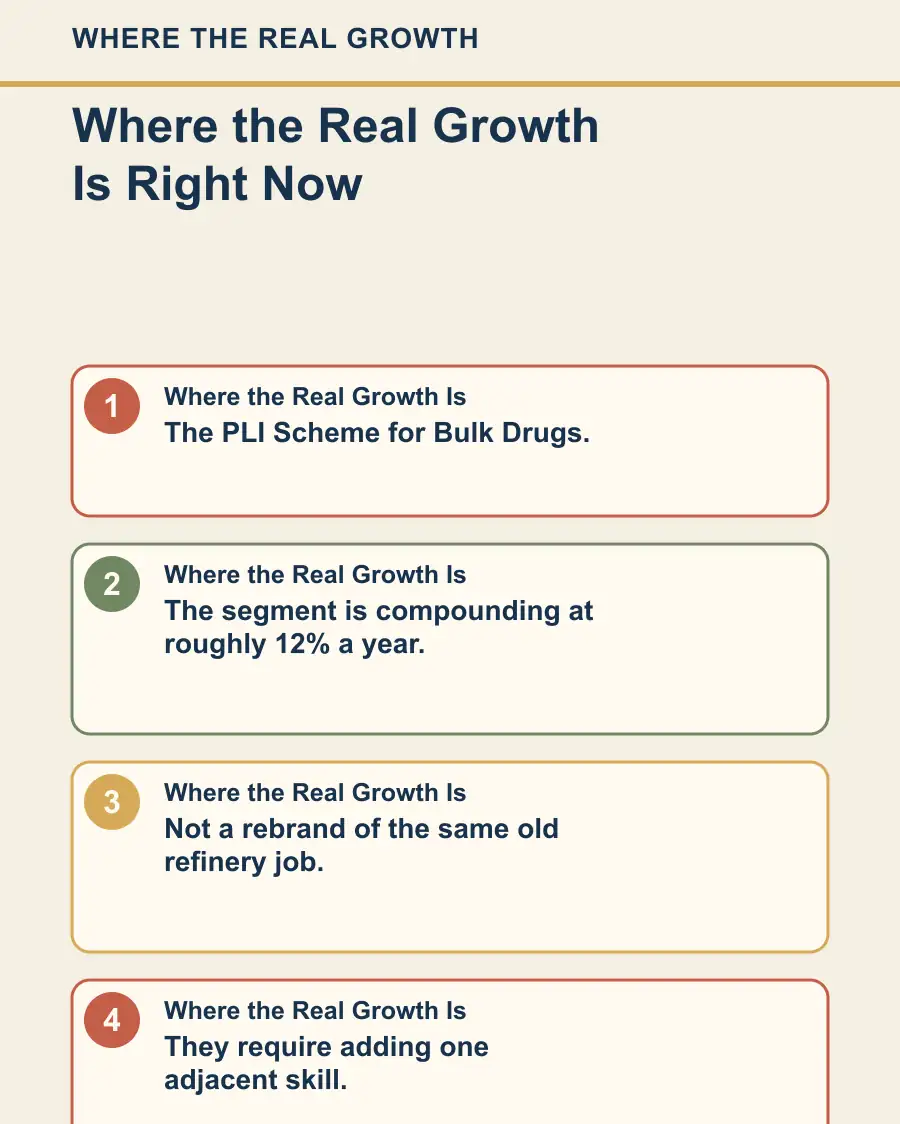 WHERE THE REAL GROWTH
Where the Real Growth
Is Right Now
1
Where the Real Growth Is
The PLI Scheme for Bulk Drugs.
2
Where the Real Growth Is
The segment is compounding at
roughly 12% a year.
3
Where the Real Growth Is
Not a rebrand of the same old
refinery job.
4
Where the Real Growth Is
They require adding one
adjacent skill.